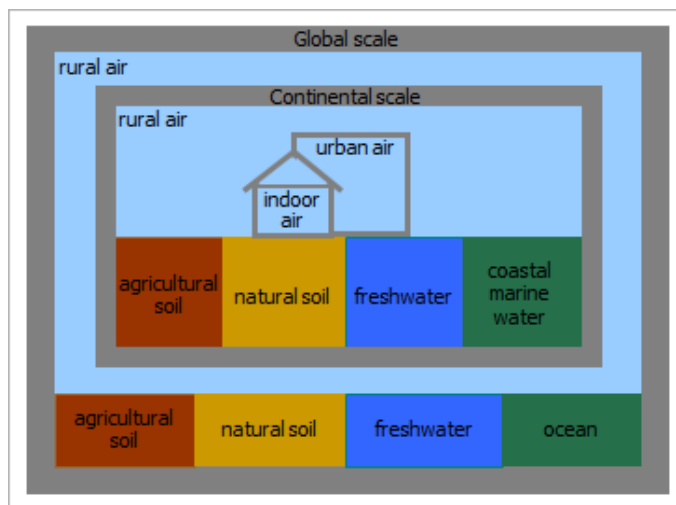 Global scale
rural air
Continental scale
rural air
urban air
indoor
air
agricultural
soil
natural soil
freshwater
coastal
marine
water
agricultural
soil
natural soil
freshwater
ocean